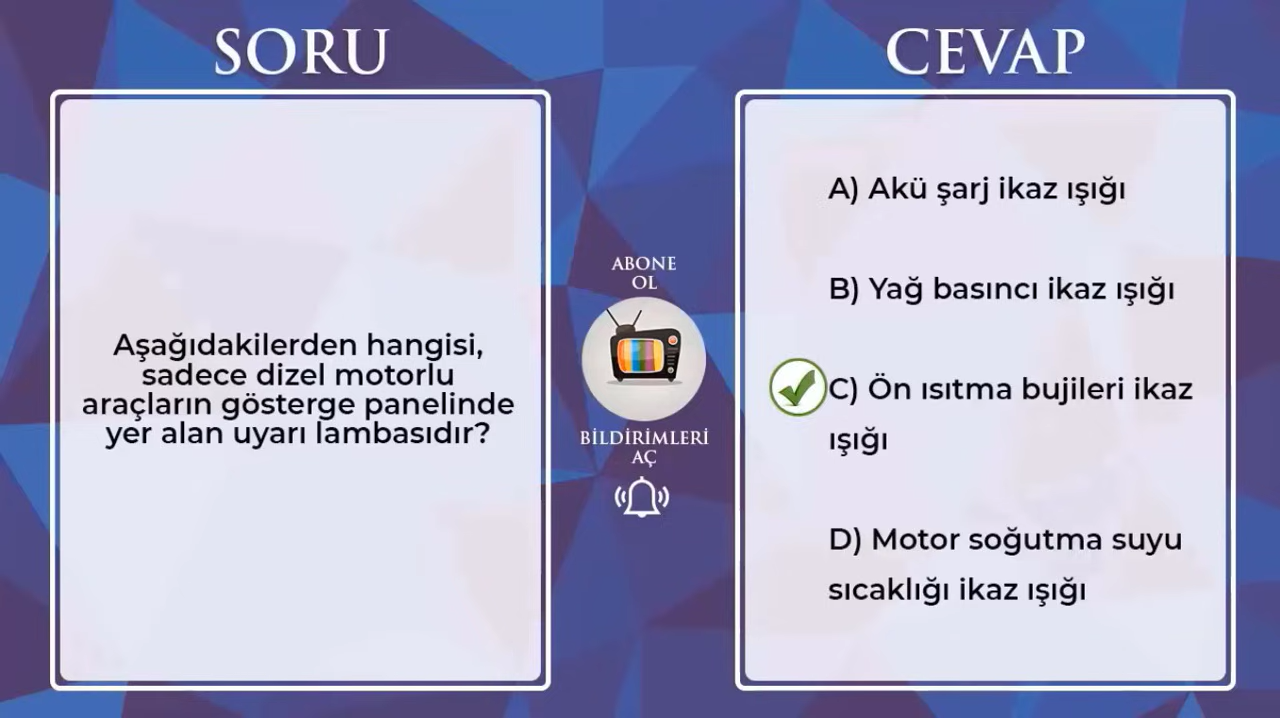 SORU
Aşağıdakilerden hangisi,
sadece dizel motorlu
araçların gösterge panelinde
yer alan uyarı lambasıdır?
ABONE
OL
BİLDİRİMLERİ
AÇ
CEVAP
A) Akü şarj ikaz ışığı
B) Yağ basıncı ikaz ışığı
C) Ön ısıtma bujileri ikaz
ışığı
D) Motor soğutma suyu
sıcaklığı ikaz ışığı